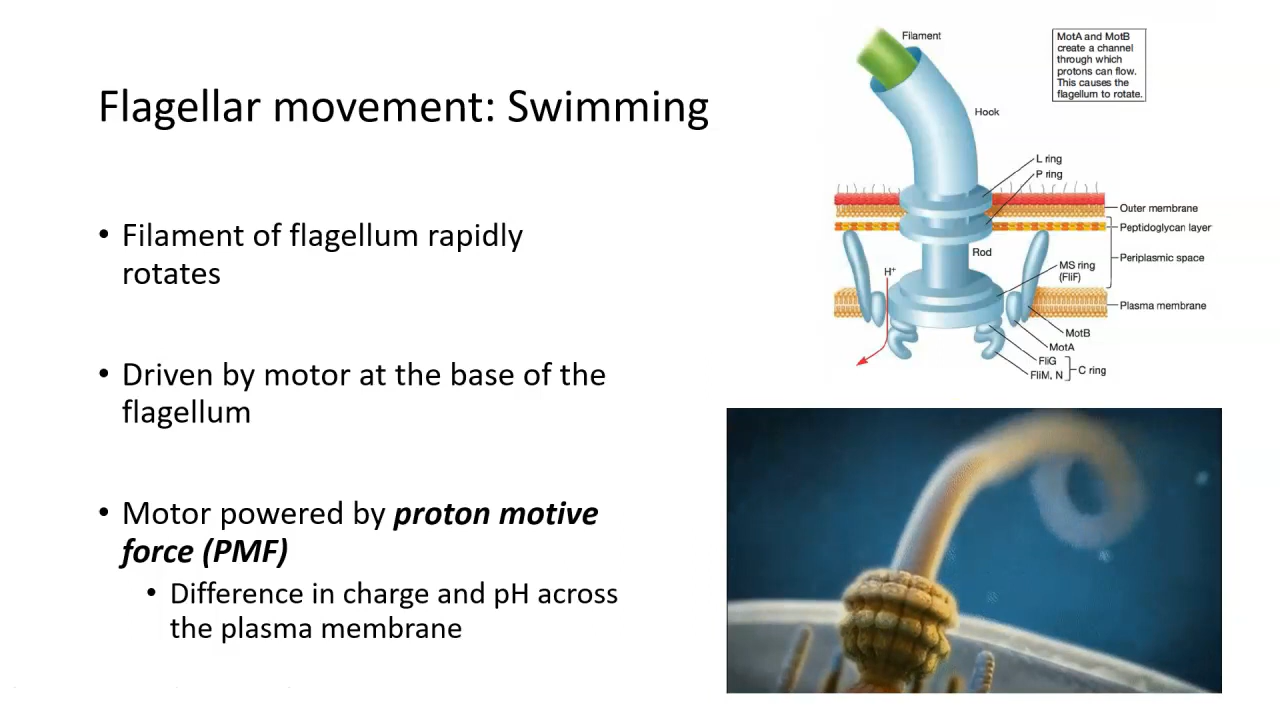 Flagellar movement: Swimming
• Filament of flagellum rapidly
rotates
• Driven by motor at the base of the
flagellum
• Motor powered by proton motive
force (PMF)
• Difference in charge and pH across
the plasma membrane
Filament
MotA and MotB
create a channel
through which
protons can flow.
This causes the
flagellum to rotate.
Hook
L ring
P ring
Outer membrane
Peptidoglycan layer
Rod
Periplasmic space
MS ring
(FliF)
H⁺
Plasma membrane
MotB
MotA
FliG
C ring
FliM, N